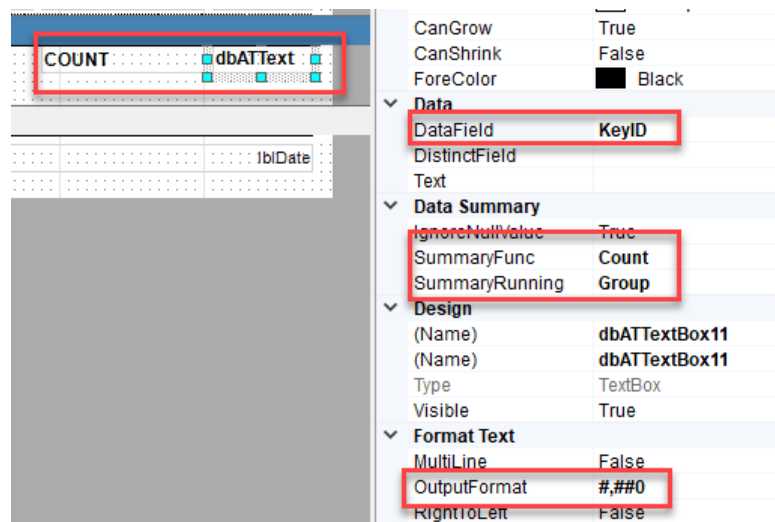 CanGrow True
CanShrink False
ForeColor Black
COUNT dbATText
Data
DataField KeyID
DistinctField
lblDate
Text
Data Summary
IgnoreNullValue True
SummaryFunc Count
SummaryRunning Group
Design
(Name) dbATTextBox11
(Name) dbATTextBox11
Type TextBox
Visible True
Format Text
MultiLine False
OutputFormat #,##0
RightToLeft False